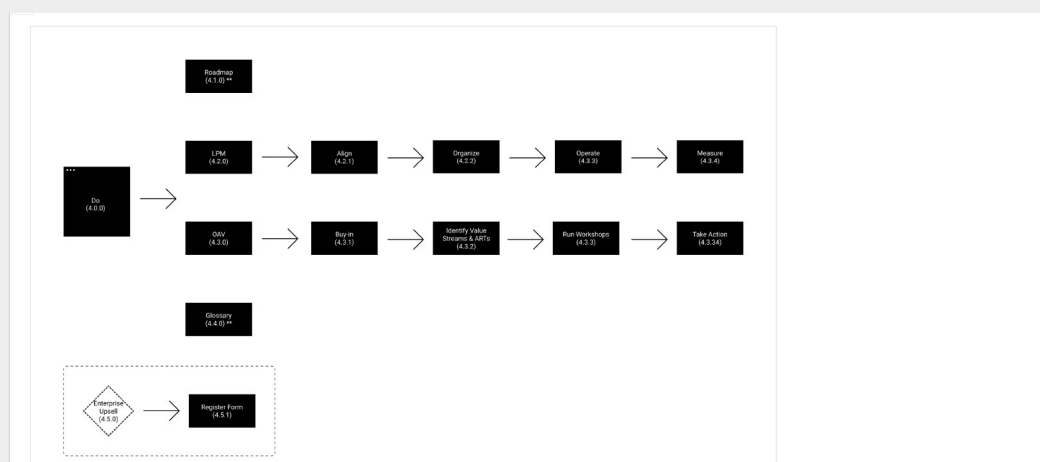 Roadmap
(4.1.0) **
LPM
(4.2.0)
Align
(4.2.1)
Organize
(4.2.2)
Operate
(4.3.3)
Measure
(4.3.4)
Do
(4.0.0)
OAV
(4.3.0)
Buy-in
(4.3.1)
Identify Value
Streams & ARTs
(4.3.2)
Run Workshops
(4.3.3)
Take Action
(4.3.34)
Glossary
(4.4.0) **
Enterprise
Upsell
(4.5.0)
Register Form
(4.5.1)